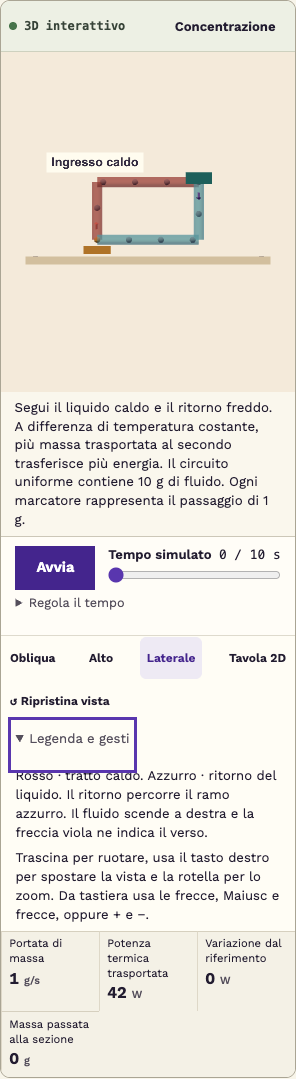 3D interattivo
Concentrazione
Ingresso caldo
Segui il liquido caldo e il ritorno freddo.
A differenza di temperatura costante,
più massa trasportata al secondo
trasferisce più energia. Il circuito
uniforme contiene 10 g di fluido. Ogni
marcatore rappresenta il passaggio di 1
g.
Avvia
Tempo simulato 0 / 10 s
▶ Regola il tempo
Obliqua
Alto
Laterale
Tavola 2D
↺ Ripristina vista
▼ Legenda e gesti
Rosso · tratto caldo. Azzurro · ritorno del
liquido. Il ritorno percorre il ramo
azzurro. Il fluido scende a destra e la
freccia viola ne indica il verso.
Trascina per ruotare, usa il tasto destro
per spostare la vista e la rotella per lo
zoom. Da tastiera usa le frecce, Maiusc e
frecce, oppure + e −.
Portata di
massa
1 g/s
Potenza
termica
trasportata
42 W
Variazione dal
riferimento
0 W
Massa passata
alla sezione
0 g